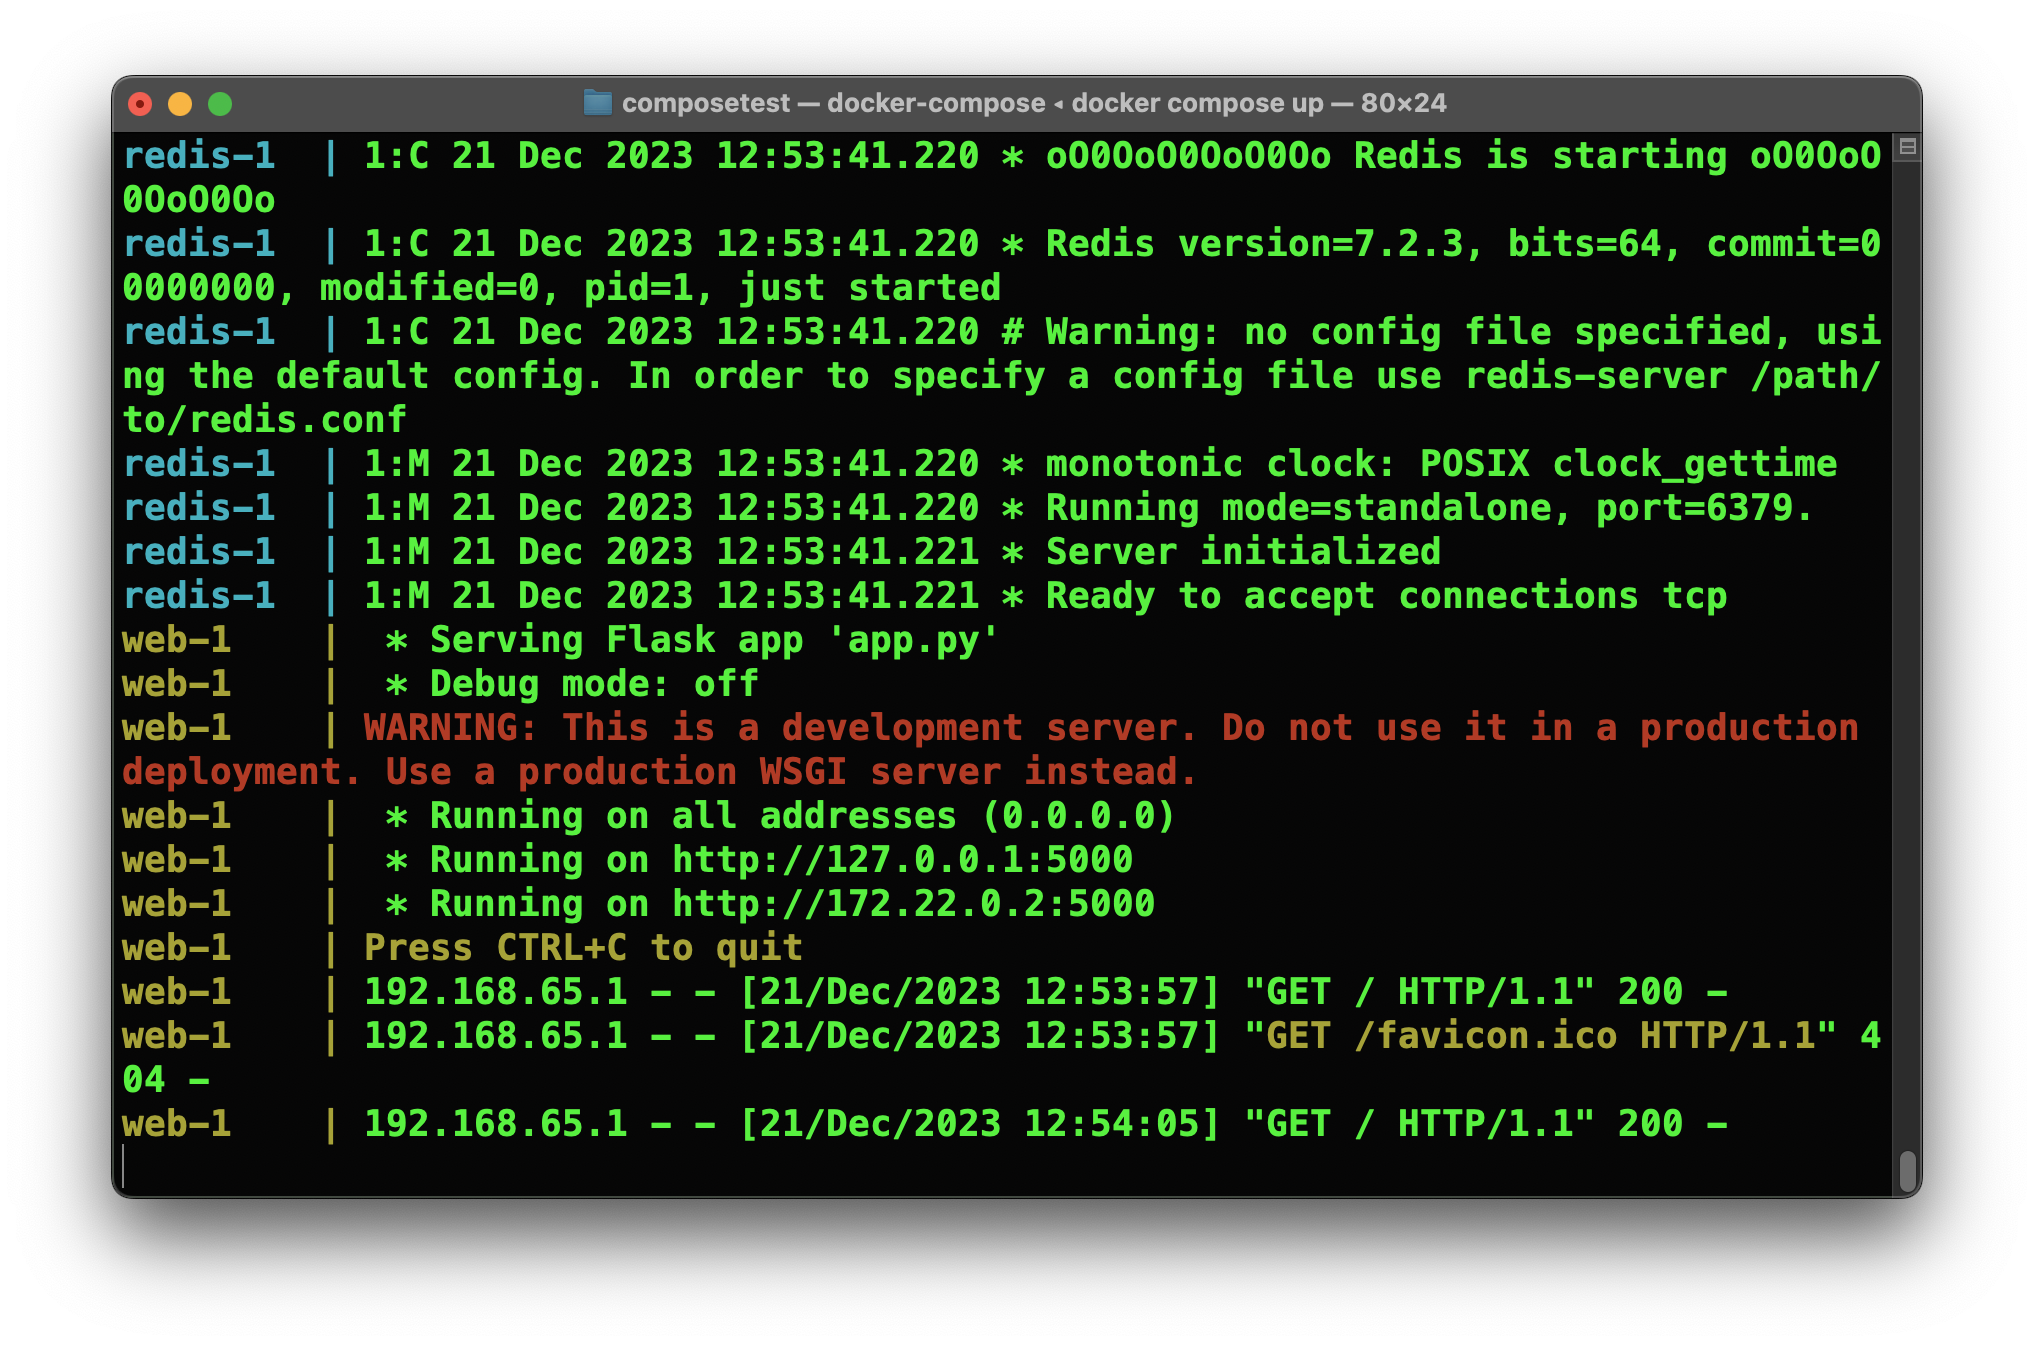 composetest — docker-compose ◂ docker compose up — 80×24
redis-1  | 1:C 21 Dec 2023 12:53:41.220 * oO0OoO0OoO0Oo Redis is starting oO0OoO
0OoO0Oo
redis-1  | 1:C 21 Dec 2023 12:53:41.220 * Redis version=7.2.3, bits=64, commit=0
0000000, modified=0, pid=1, just started
redis-1  | 1:C 21 Dec 2023 12:53:41.220 # Warning: no config file specified, usi
ng the default config. In order to specify a config file use redis-server /path/
to/redis.conf
redis-1  | 1:M 21 Dec 2023 12:53:41.220 * monotonic clock: POSIX clock_gettime
redis-1  | 1:M 21 Dec 2023 12:53:41.220 * Running mode=standalone, port=6379.
redis-1  | 1:M 21 Dec 2023 12:53:41.221 * Server initialized
redis-1  | 1:M 21 Dec 2023 12:53:41.221 * Ready to accept connections tcp
web-1    |  * Serving Flask app 'app.py'
web-1    |  * Debug mode: off
web-1    | WARNING: This is a development server. Do not use it in a production
deployment. Use a production WSGI server instead.
web-1    |  * Running on all addresses (0.0.0.0)
web-1    |  * Running on http://127.0.0.1:5000
web-1    |  * Running on http://172.22.0.2:5000
web-1    | Press CTRL+C to quit
web-1    | 192.168.65.1 - - [21/Dec/2023 12:53:57] "GET / HTTP/1.1" 200 -
web-1    | 192.168.65.1 - - [21/Dec/2023 12:53:57] "GET /favicon.ico HTTP/1.1" 4
04 -
web-1    | 192.168.65.1 - - [21/Dec/2023 12:54:05] "GET / HTTP/1.1" 200 -